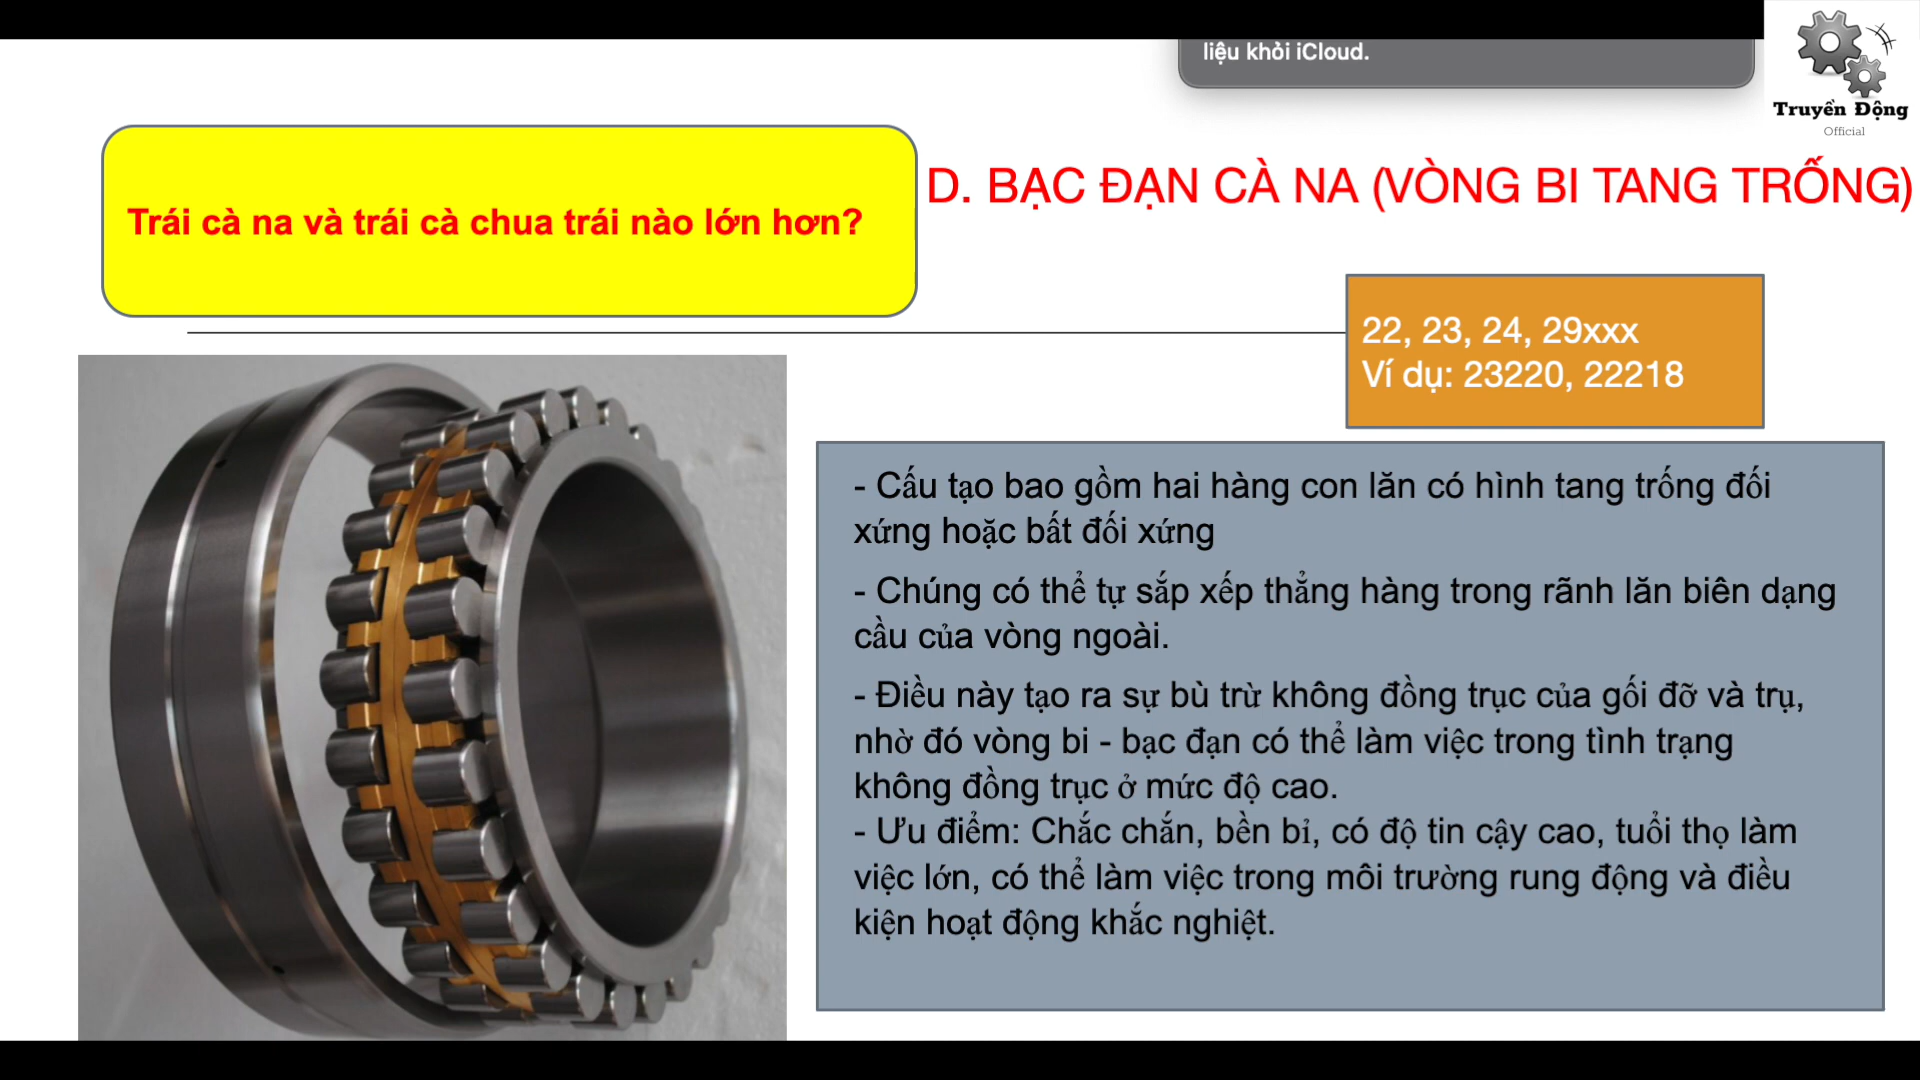 liệu khỏi iCloud.
Truyền Động
Official
Trái cà na và trái cà chua trái nào lớn hơn?
D. BẠC ĐẠN CÀ NA (VÒNG BI TANG TRỐNG)
22, 23, 24, 29xxx
Ví dụ: 23220, 22218
- Cấu tạo bao gồm hai hàng con lăn có hình tang trống đối
xứng hoặc bất đối xứng
- Chúng có thể tự sắp xếp thẳng hàng trong rãnh lăn biên dạng
cầu của vòng ngoài.
- Điều này tạo ra sự bù trừ không đồng trục của gối đỡ và trụ,
nhờ đó vòng bi - bạc đạn có thể làm việc trong tình trạng
không đồng trục ở mức độ cao.
- Ưu điểm: Chắc chắn, bền bỉ, có độ tin cậy cao, tuổi thọ làm
việc lớn, có thể làm việc trong môi trường rung động và điều
kiện hoạt động khắc nghiệt.